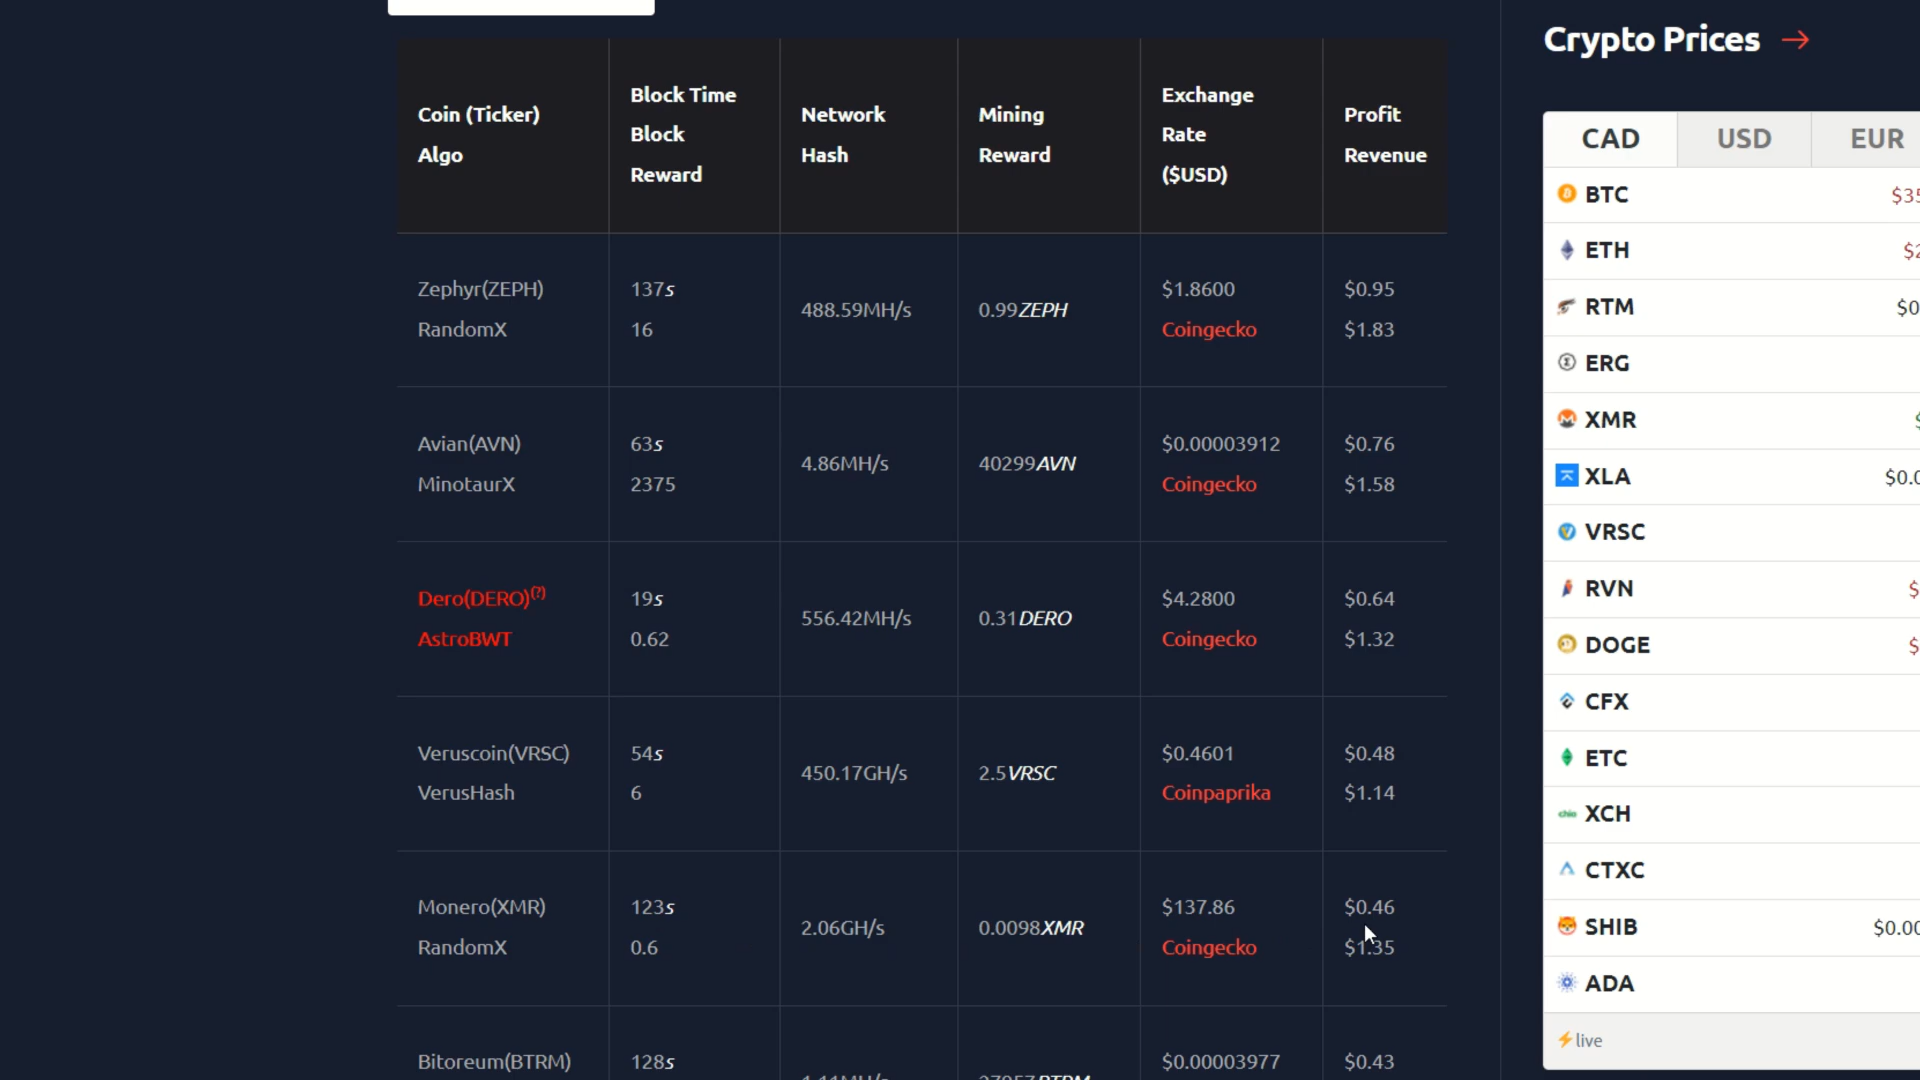 Coin (Ticker)
Algo
Block Time
Block
Reward
Network
Hash
Mining
Reward
Exchange
Rate
($USD)
Profit
Revenue
Zephyr(ZEPH)
RandomX
137s
16
488.59MH/s
0.99ZEPH
$1.8600
Coingecko
$0.95
$1.83
Avian(AVN)
MinotaurX
63s
2375
4.86MH/s
40299AVN
$0.00003912
Coingecko
$0.76
$1.58
Dero(DERO)(?)
AstroBWT
19s
0.62
556.42MH/s
0.31DERO
$4.2800
Coingecko
$0.64
$1.32
Veruscoin(VRSC)
VerusHash
54s
6
450.17GH/s
2.5VRSC
$0.4601
Coinpaprika
$0.48
$1.14
Monero(XMR)
RandomX
123s
0.6
2.06GH/s
0.0098XMR
$137.86
Coingecko
$0.46
$1.35
Bitoreum(BTRM)
128s
$0.00003977
$0.43
Crypto Prices →
CAD USD EUR
BTC
ETH
RTM
ERG
XMR
XLA
VRSC
RVN
DOGE
CFX
ETC
XCH
CTXC
SHIB
ADA
live